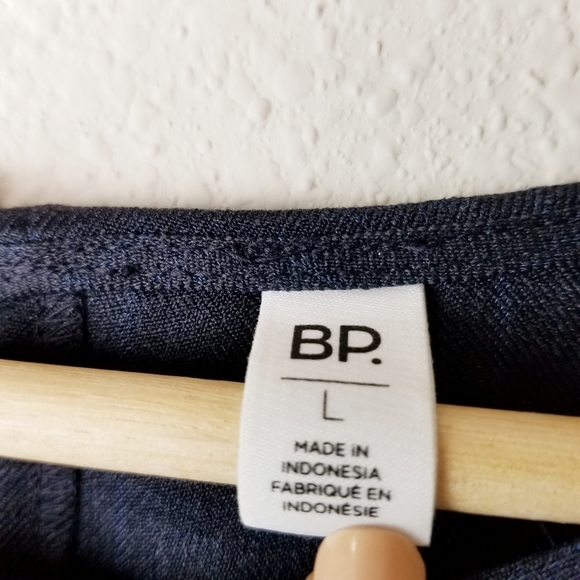 BP.
L
MADE IN
INDONESIA
FABRIQUÉ EN
INDONÉSIE